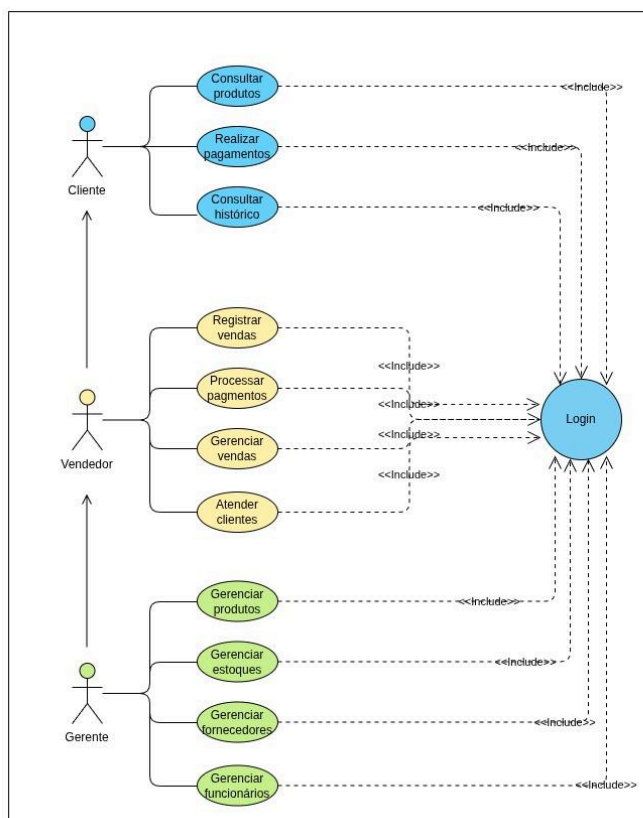 Consultar
produtos
<<Include>>
Realizar
pagamentos
<<Include>>
Cliente
Consultar
histórico
<<Include>>
Registrar
vendas
<<Include>>
Processar
pagmentos
<<Include>>
Login
Vendedor
Gerenciar
vendas
<<Include>>
Atender
clientes
<<Include>>
Gerenciar
produtos
<<Include>>
Gerenciar
estoques
<<Include>>
Gerente
Gerenciar
fornecedores
<<Include>>
Gerenciar
funcionários
<<Include>>